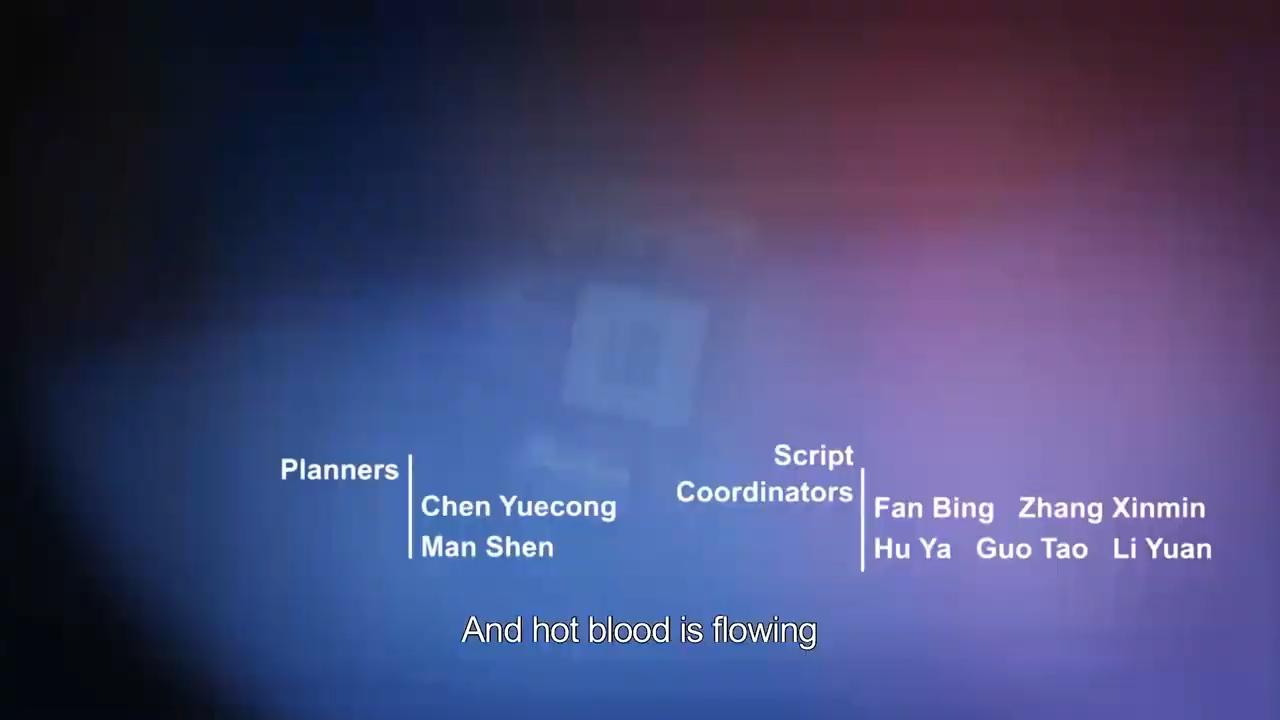 Planners
Chen Yuecong
Man Shen
Script
Coordinators
Fan Bing Zhang Xinmin
Hu Ya Guo Tao Li Yuan
And hot blood is flowing